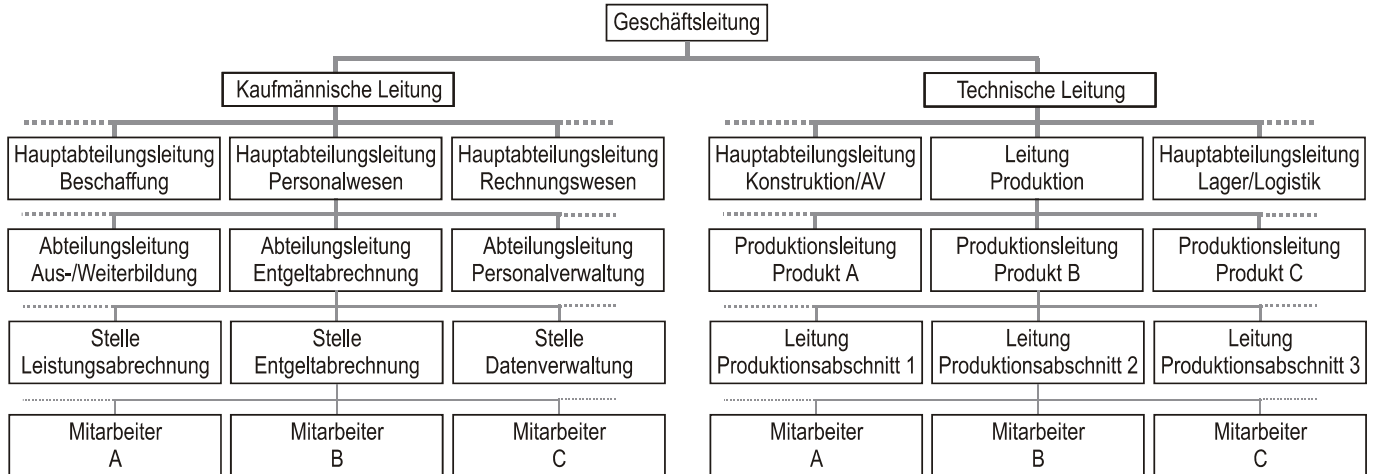 Geschäftsleitung
Kaufmännische Leitung
Technische Leitung
Hauptabteilungsleitung
Beschaffung
Hauptabteilungsleitung
Personalwesen
Hauptabteilungsleitung
Rechnungswesen
Hauptabteilungsleitung
Konstruktion/AV
Leitung
Produktion
Hauptabteilungsleitung
Lager/Logistik
Abteilungsleitung
Aus-/Weiterbildung
Abteilungsleitung
Entgeltabrechnung
Abteilungsleitung
Personalverwaltung
Produktionsleitung
Produkt A
Produktionsleitung
Produkt B
Produktionsleitung
Produkt C
Stelle
Leistungsabrechnung
Stelle
Entgeltabrechnung
Stelle
Datenverwaltung
Leitung
Produktionsabschnitt 1
Leitung
Produktionsabschnitt 2
Leitung
Produktionsabschnitt 3
Mitarbeiter
A
Mitarbeiter
B
Mitarbeiter
C
Mitarbeiter
A
Mitarbeiter
B
Mitarbeiter
C